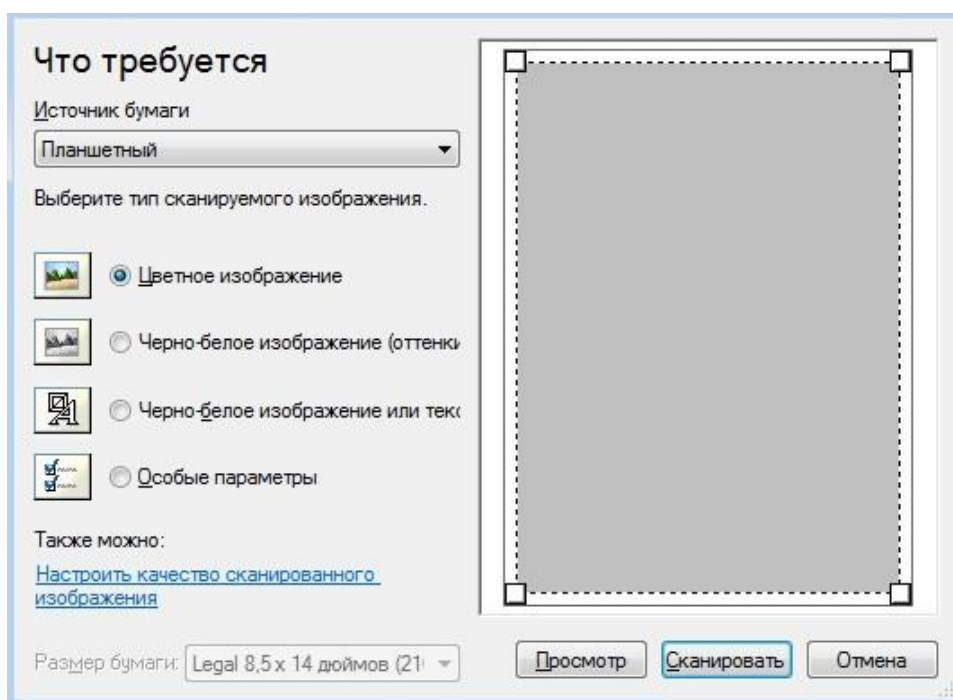 Что требуется
Источник бумаги
Планшетный
Выберите тип сканируемого изображения.
Цветное изображение
Черно-белое изображение (оттенки
Черно-белое изображение или текс
Особые параметры
Также можно:
Настроить качество сканированного
изображения
Размер бумаги: Legal 8,5 x 14 дюймов (21
Просмотр Сканировать Отмена